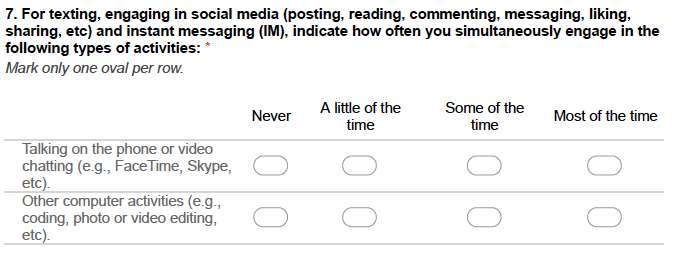 7. For texting, engaging in social media (posting, reading, commenting, messaging, liking,
sharing, etc) and instant messaging (IM), indicate how often you simultaneously engage in the
following types of activities: *
Mark only one oval per row.
Never A little of the time Some of the time Most of the time
Talking on the phone or video
chatting (e.g., FaceTime, Skype,
etc).
Other computer activities (e.g.,
coding, photo or video editing,
etc).